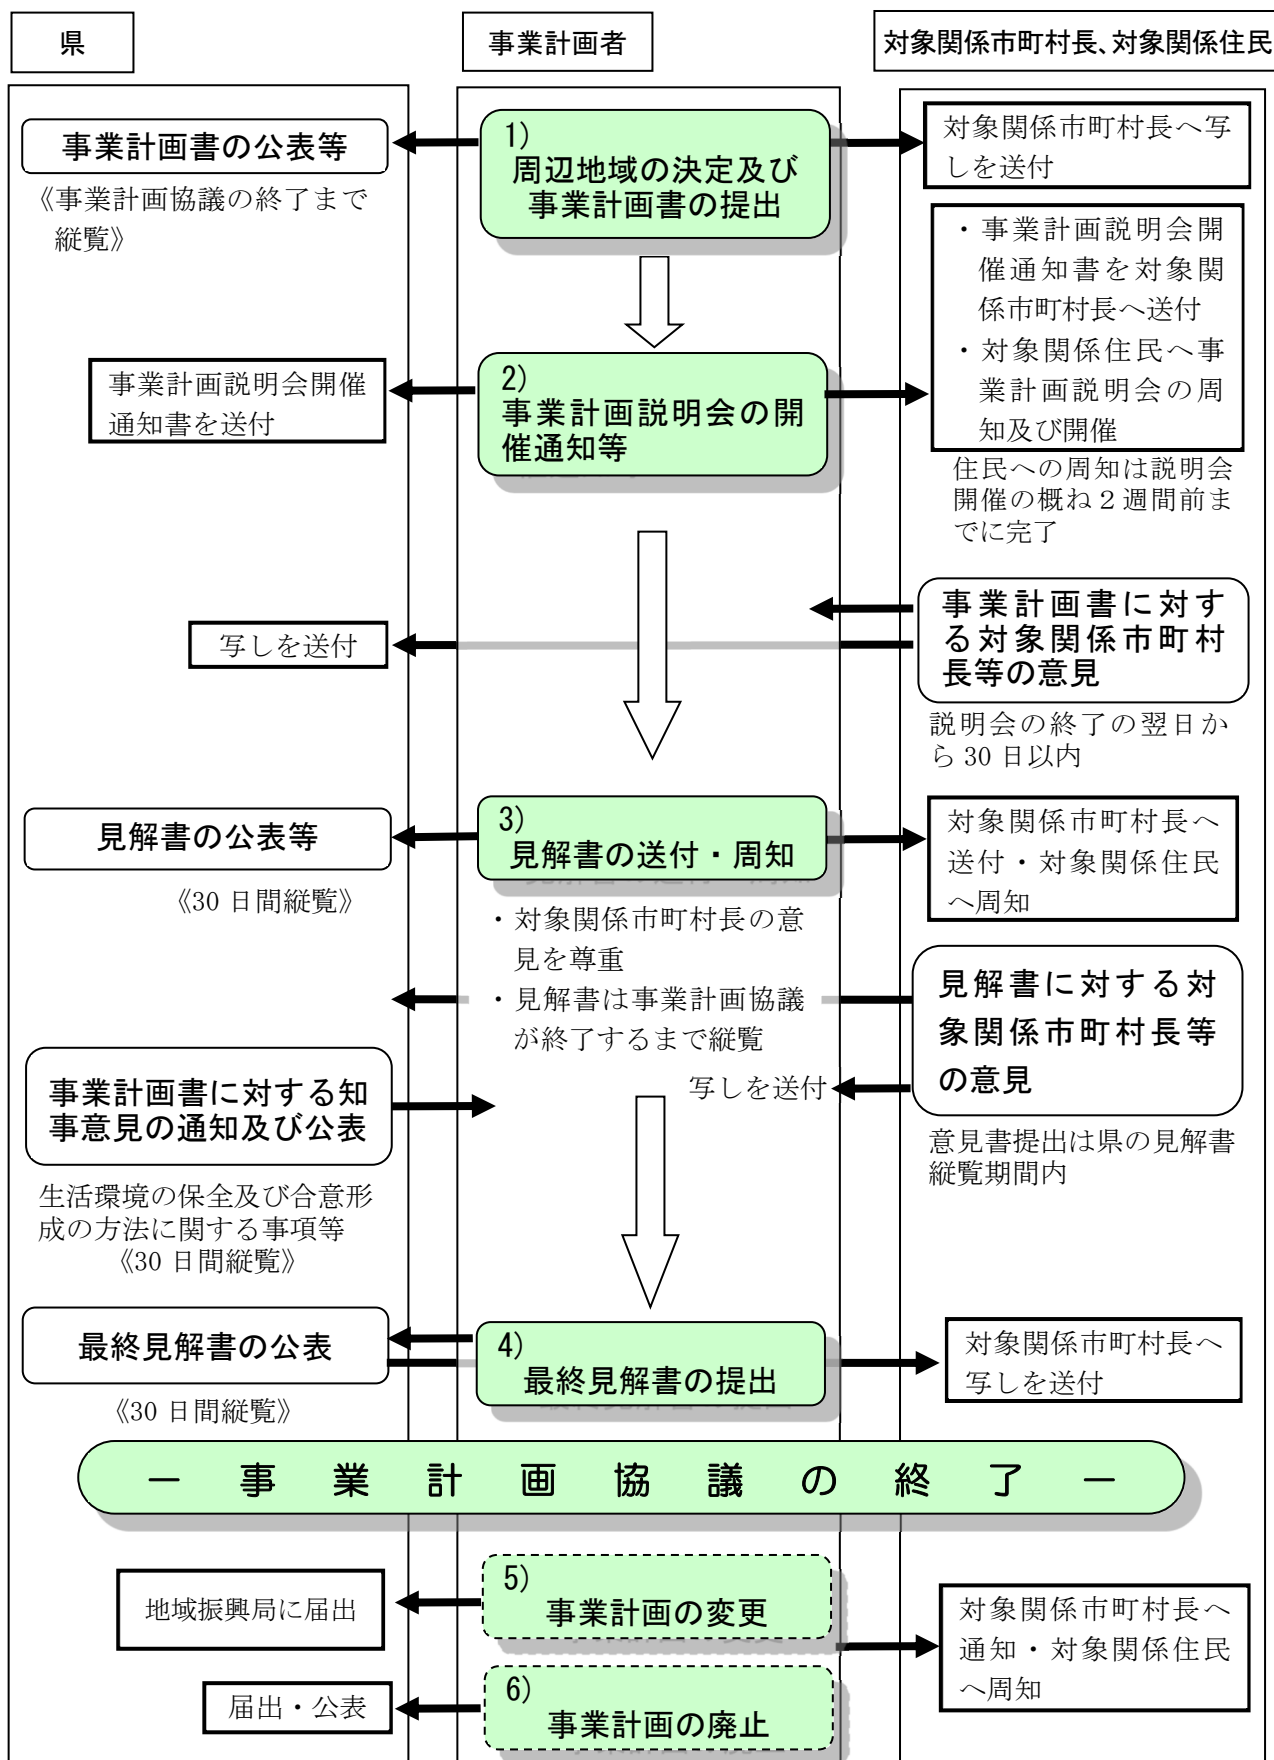 県
事業計画者
対象関係市町村長、対象関係住民
事業計画書の公表等
《事業計画協議の終了まで
縦覧》
1)
周辺地域の決定及び
事業計画書の提出
対象関係市町村長へ写
しを送付
・事業計画説明会開
催通知書を対象関
係市町村長へ送付
・対象関係住民へ事
業計画説明会の周
知及び開催
事業計画説明会開催
通知書を送付
2)
事業計画説明会の開
催通知等
住民への周知は説明会
開催の概ね２週間前ま
でに完了
事業計画書に対す
る対象関係市町村
長等の意見
写しを送付
説明会の終了の翌日か
ら 30 日以内
見解書の公表等
《30 日間縦覧》
3)
見解書の送付・周知
対象関係市町村長へ
送付・対象関係住民
へ周知
・対象関係市町村長の意
見を尊重
・見解書は事業計画協議
が終了するまで縦覧
見解書に対する対
象関係市町村長等
の意見
写しを送付
意見書提出は県の見解書
縦覧期間内
事業計画書に対する知
事意見の通知及び公表
生活環境の保全及び合意形
成の方法に関する事項等
《30 日間縦覧》
最終見解書の公表
《30 日間縦覧》
4)
最終見解書の提出
対象関係市町村長へ
写しを送付
－ 事 業 計 画 協 議 の 終 了 －
地域振興局に届出
5)
事業計画の変更
対象関係市町村長へ
通知・対象関係住民
へ周知
届出・公表
6)
事業計画の廃止